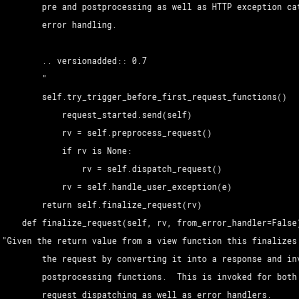 pre and postprocessing as well as HTTP exception
error handling.
.. versionadded:: 0.7
"
self.try_trigger_before_first_request_functions()
request_started.send(self)
rv = self.preprocess_request()
if rv is None:
rv = self.dispatch_request()
rv = self.handle_user_exception(e)
return self.finalize_request(rv)
def finalize_request(self, rv, from_error_handler=False
"Given the return value from a view function this finalizes
the request by converting it into a response and
postprocessing functions.  This is invoked for both
request dispatching as well as error handlers.